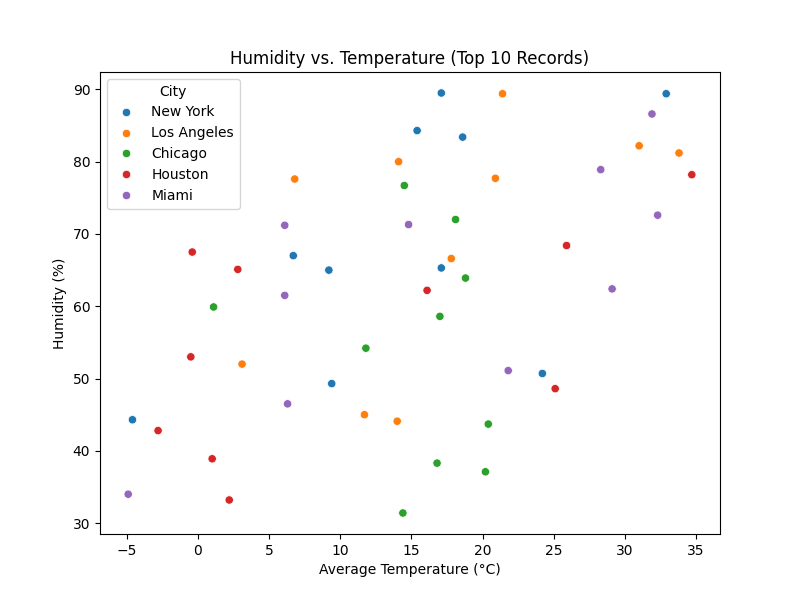 Humidity vs. Temperature (Top 10 Records)
City
New York
Los Angeles
Chicago
Houston
Miami
90
80
70
60
50
40
30
Humidity (%)
−5
0
5
10
15
20
25
30
35
Average Temperature (°C)